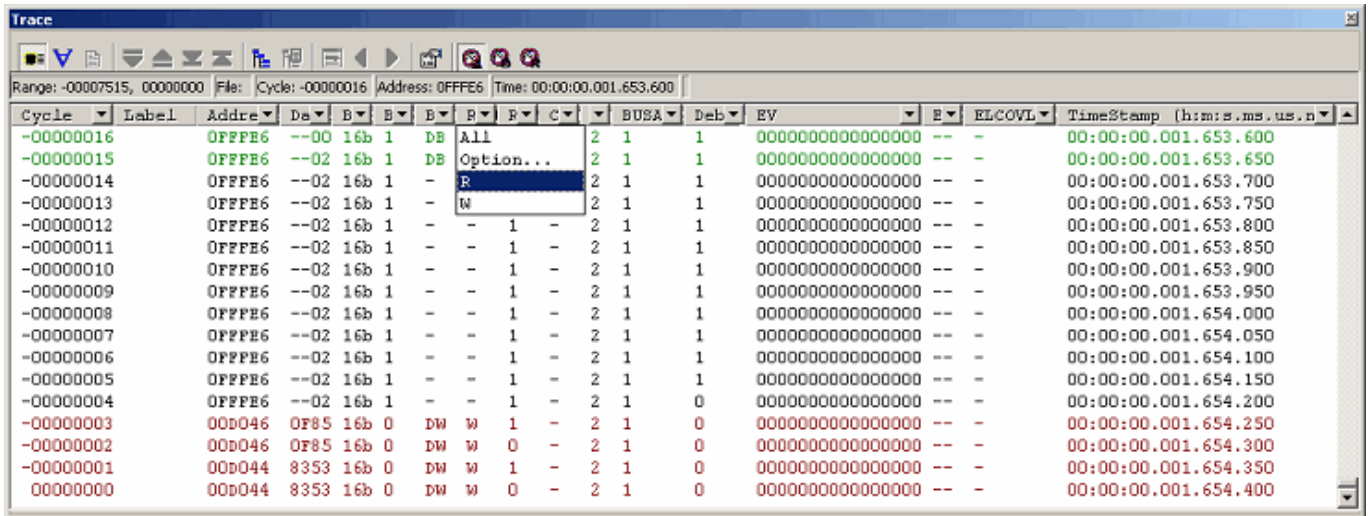 Trace
Range: -00007515, 00000000 File: Cycle: -00000016 Address: 0FFFE6 Time: 00:00:00.001.653.600
Cycle Label Addre Da B B B R R C BUSA Deb EV E ELCOVL TimeStamp (h:m:s.ms.us.n
-00000016 0FFFE6 --00 16b 1 DB All 2 1 1 0000000000000000 -- - 00:00:00.001.653.600
-00000015 0FFFE6 --02 16b 1 DB Option... 2 1 1 0000000000000000 -- - 00:00:00.001.653.650
-00000014 0FFFE6 --02 16b 1 - R 2 1 1 0000000000000000 -- - 00:00:00.001.653.700
-00000013 0FFFE6 --02 16b 1 - W 2 1 1 0000000000000000 -- - 00:00:00.001.653.750
-00000012 0FFFE6 --02 16b 1 - - 1 - 2 1 1 0000000000000000 -- - 00:00:00.001.653.800
-00000011 0FFFE6 --02 16b 1 - - 1 - 2 1 1 0000000000000000 -- - 00:00:00.001.653.850
-00000010 0FFFE6 --02 16b 1 - - 1 - 2 1 1 0000000000000000 -- - 00:00:00.001.653.900
-00000009 0FFFE6 --02 16b 1 - - 1 - 2 1 1 0000000000000000 -- - 00:00:00.001.653.950
-00000008 0FFFE6 --02 16b 1 - - 1 - 2 1 1 0000000000000000 -- - 00:00:00.001.654.000
-00000007 0FFFE6 --02 16b 1 - - 1 - 2 1 1 0000000000000000 -- - 00:00:00.001.654.050
-00000006 0FFFE6 --02 16b 1 - - 1 - 2 1 1 0000000000000000 -- - 00:00:00.001.654.100
-00000005 0FFFE6 --02 16b 1 - - 1 - 2 1 1 0000000000000000 -- - 00:00:00.001.654.150
-00000004 0FFFE6 --02 16b 1 - - 1 - 2 1 0 0000000000000000 -- - 00:00:00.001.654.200
-00000003 00D046 0F85 16b 0 DW W 1 - 2 1 0 0000000000000000 -- - 00:00:00.001.654.250
-00000002 00D046 0F85 16b 0 DW W 0 - 2 1 0 0000000000000000 -- - 00:00:00.001.654.300
-00000001 00D044 8353 16b 0 DW W 1 - 2 1 0 0000000000000000 -- - 00:00:00.001.654.350
00000000 00D044 8353 16b 0 DW W 0 - 2 1 0 0000000000000000 -- - 00:00:00.001.654.400